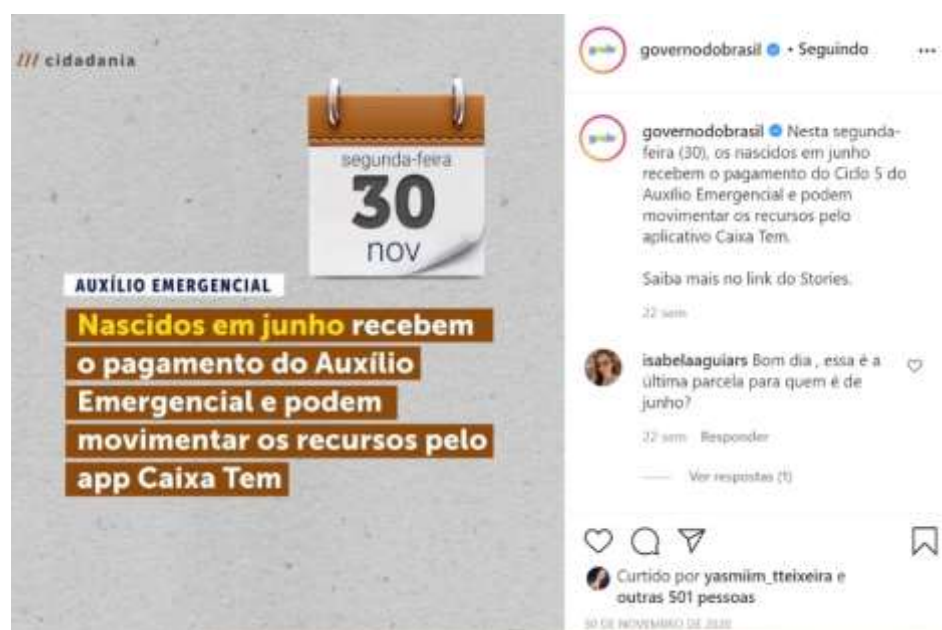 /// cidadania
segunda-feira
30
nov
AUXÍLIO EMERGENCIAL
Nascidos em junho recebem
o pagamento do Auxílio
Emergencial e podem
movimentar os recursos pelo
app Caixa Tem
governodobrasil • Seguindo
governodobrasil Nesta segunda-
feira (30), os nascidos em junho
recebem o pagamento do Ciclo 5 do
Auxílio Emergencial e podem
movimentar os recursos pelo
aplicativo Caixa Tem.
Saiba mais no link do Stories.
22 sem
isabelaaguiars Bom dia , essa é a
última parcela para quem é de
junho?
22 sem Responder
Ver respostas (1)
Curtido por yasmiim_tteixeira e
outras 501 pessoas
30 DE NOVEMBRO DE 2020